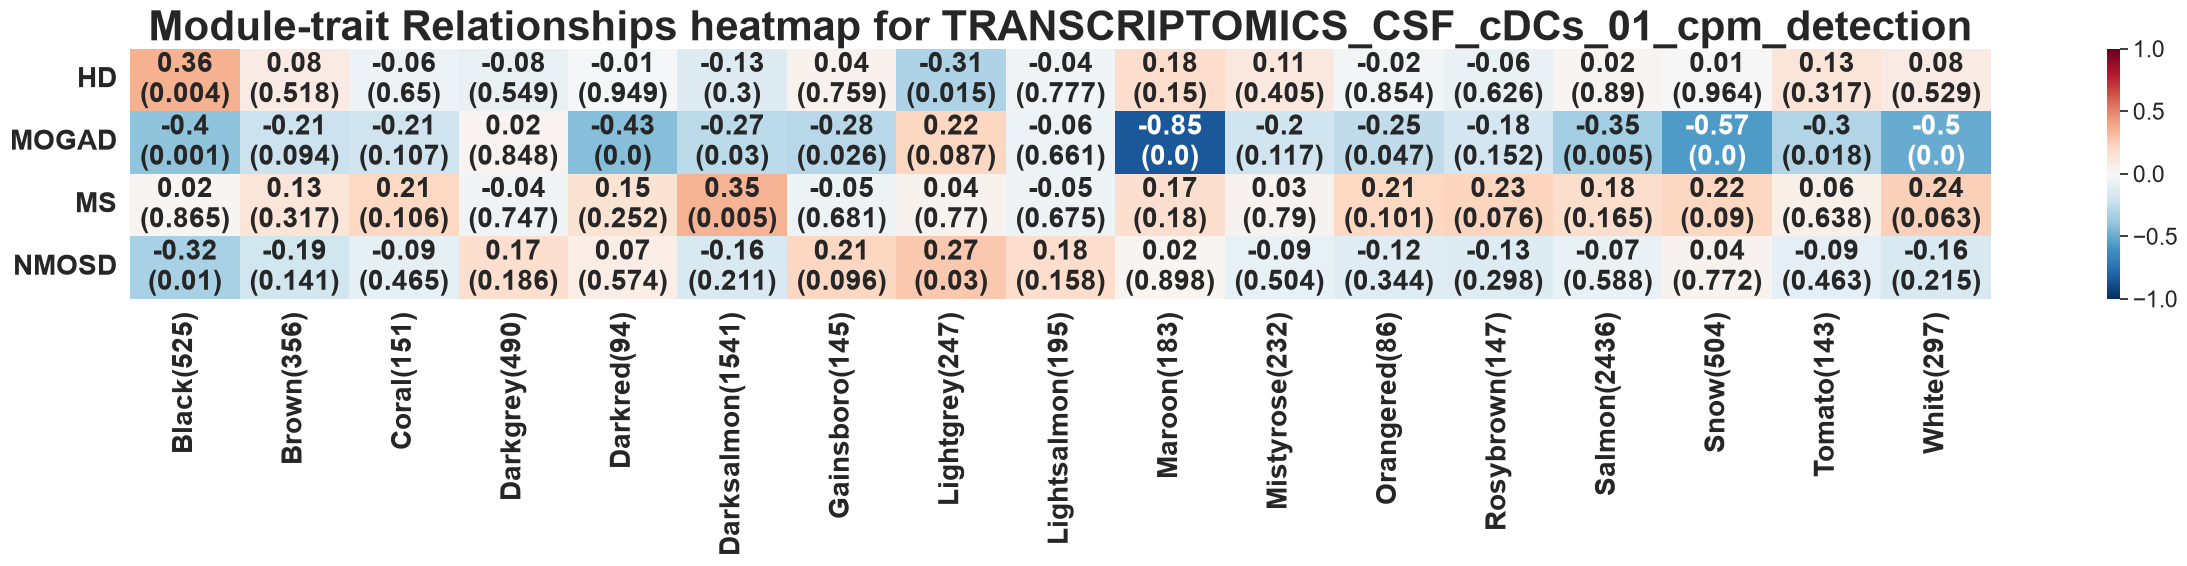 Module-trait Relationships heatmap for TRANSCRIPTOMICS_CSF_cDCs_01_cpm_detection
HD 0.36 0.08 -0.06 -0.08 -0.01 -0.13 0.04 -0.31 -0.04 0.18 0.11 -0.02 -0.06 0.02 0.01 0.13 0.08
(0.004) (0.518) (0.65) (0.549) (0.949) (0.3) (0.759) (0.015) (0.777) (0.15) (0.405) (0.854) (0.626) (0.89) (0.964) (0.317) (0.529)
MOGAD -0.4 -0.21 -0.21 0.02 -0.43 -0.27 -0.28 0.22 -0.06 -0.85 -0.2 -0.25 -0.18 -0.35 -0.57 -0.3 -0.5
(0.001) (0.094) (0.107) (0.848) (0.0) (0.03) (0.026) (0.087) (0.661) (0.0) (0.117) (0.047) (0.152) (0.005) (0.0) (0.018) (0.0)
MS 0.02 0.13 0.21 -0.04 0.15 0.35 -0.05 0.04 -0.05 0.17 0.03 0.21 0.23 0.18 0.22 0.06 0.24
(0.865) (0.317) (0.106) (0.747) (0.252) (0.005) (0.681) (0.77) (0.675) (0.18) (0.79) (0.101) (0.076) (0.165) (0.09) (0.638) (0.063)
NMOSD -0.32 -0.19 -0.09 0.17 0.07 -0.16 0.21 0.27 0.18 0.02 -0.09 -0.12 -0.13 -0.07 0.04 -0.09 -0.16
(0.01) (0.141) (0.465) (0.186) (0.574) (0.211) (0.096) (0.03) (0.158) (0.898) (0.504) (0.344) (0.298) (0.588) (0.772) (0.463) (0.215)
Black(525)
Brown(356)
Coral(151)
Darkgrey(490)
Darkred(94)
Darksalmon(1541)
Gainsboro(145)
Lightgrey(247)
Lightsalmon(195)
Maroon(183)
Mistyrose(232)
Orangered(86)
Rosybrown(147)
Salmon(2436)
Snow(504)
Tomato(143)
White(297)
1.0
0.5
0.0
−0.5
−1.0